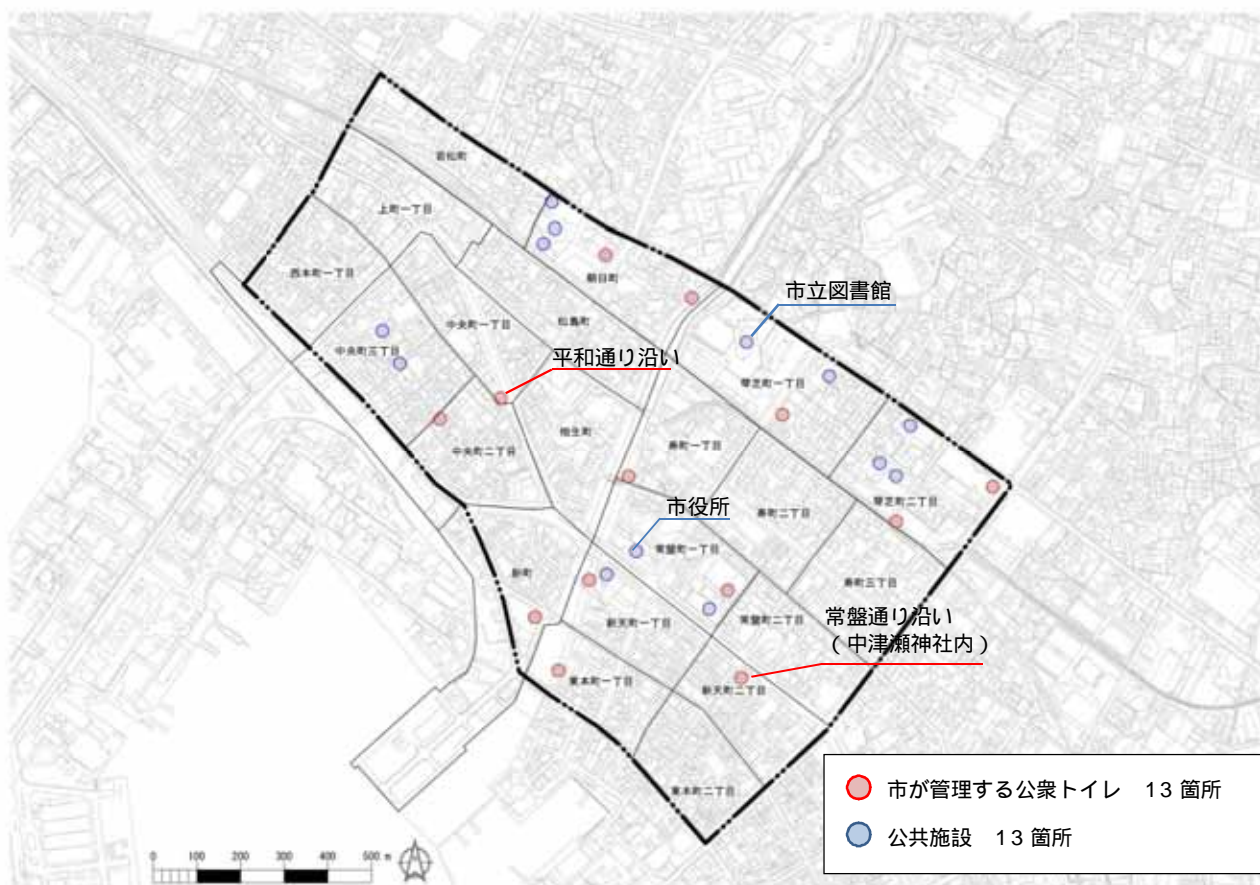 若松町
上町一丁目
西本町一丁目
朝日町
市立図書館
中央町一丁目
松島町
中央町三丁目
平和通り沿い
琴芝町一丁目
相生町
寿町一丁目
中央町二丁目
市役所
琴芝町二丁目
寿町二丁目
常盤町一丁目
新町
寿町三丁目
常盤通り沿い
(中津瀬神社内)
新天町一丁目
常盤町二丁目
東本町一丁目
新天町二丁目
東本町二丁目
市が管理する公衆トイレ 13箇所
公共施設 13箇所
0 100 200 300 400 500 m